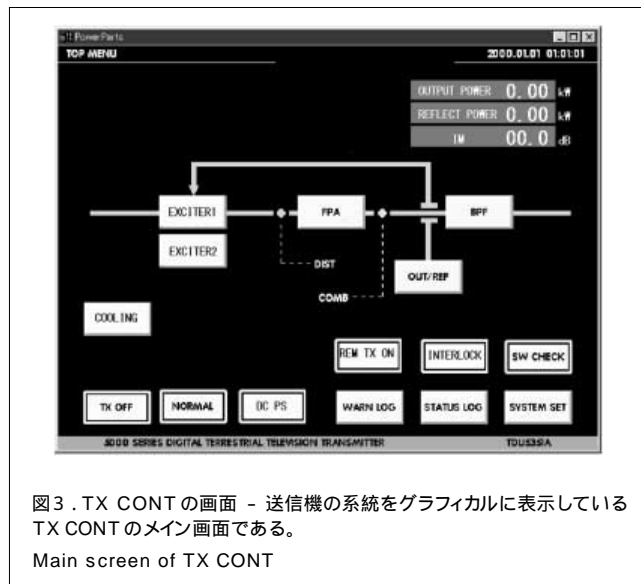 PowerParts
TOP MENU 2000.01.01 01:01:01
OUTPUT POWER 0.00 kW
REFLECT POWER 0.00 kW
IM 00.0 dB
EXCITER1 PPA BPF
EXCITER2
DIST
OUT/REF
COMB
COOLING
REM TX ON INTERLOCK SW CHECK
TX OFF NORMAL DC PS WARN LOG STATUS LOG SYSTEM SET
5000 SERIES DIGITAL TERRESTRIAL TELEVISION TRANSMITTER
図3．TX CONTの画面 － 送信機の系統をグラフィカルに表示している
TX CONTのメイン画面である。
Main screen of TX CONT